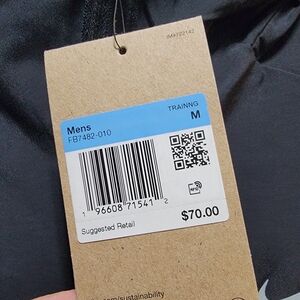 TRAINNG
Mens
M
FB7482-010
1 96608 71541 2
$70.00
Suggested Retail
.com/sustainability